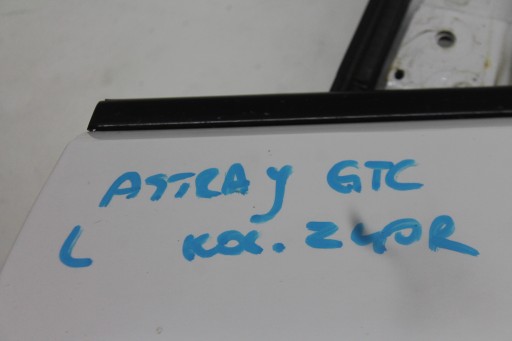 ASTRA J GTC
L KOL. Z40R